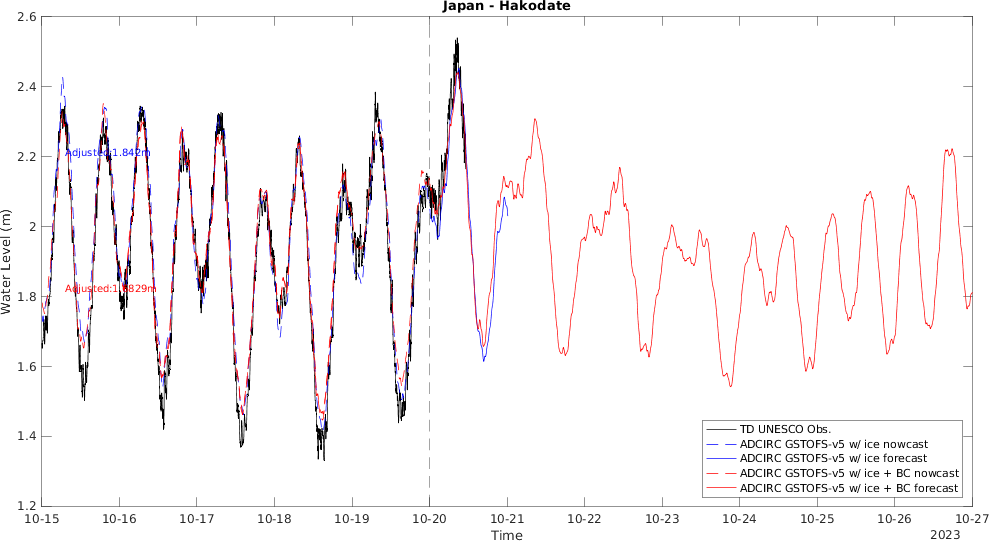 Japan - Hakodate
2.6
2.4
2.2
2
1.8
1.6
1.4
1.2
Water Level (m)
Adjusted:1.842m
TD UNESCO Obs.
ADCIRC GSTOFS-v5 w/ ice nowcast
ADCIRC GSTOFS-v5 w/ ice forecast
ADCIRC GSTOFS-v5 w/ ice + BC nowcast
ADCIRC GSTOFS-v5 w/ ice + BC forecast
10-15
10-16
10-17
10-18
10-19
10-20
10-21
10-22
10-23
10-24
10-25
10-26
10-27
Time
2023